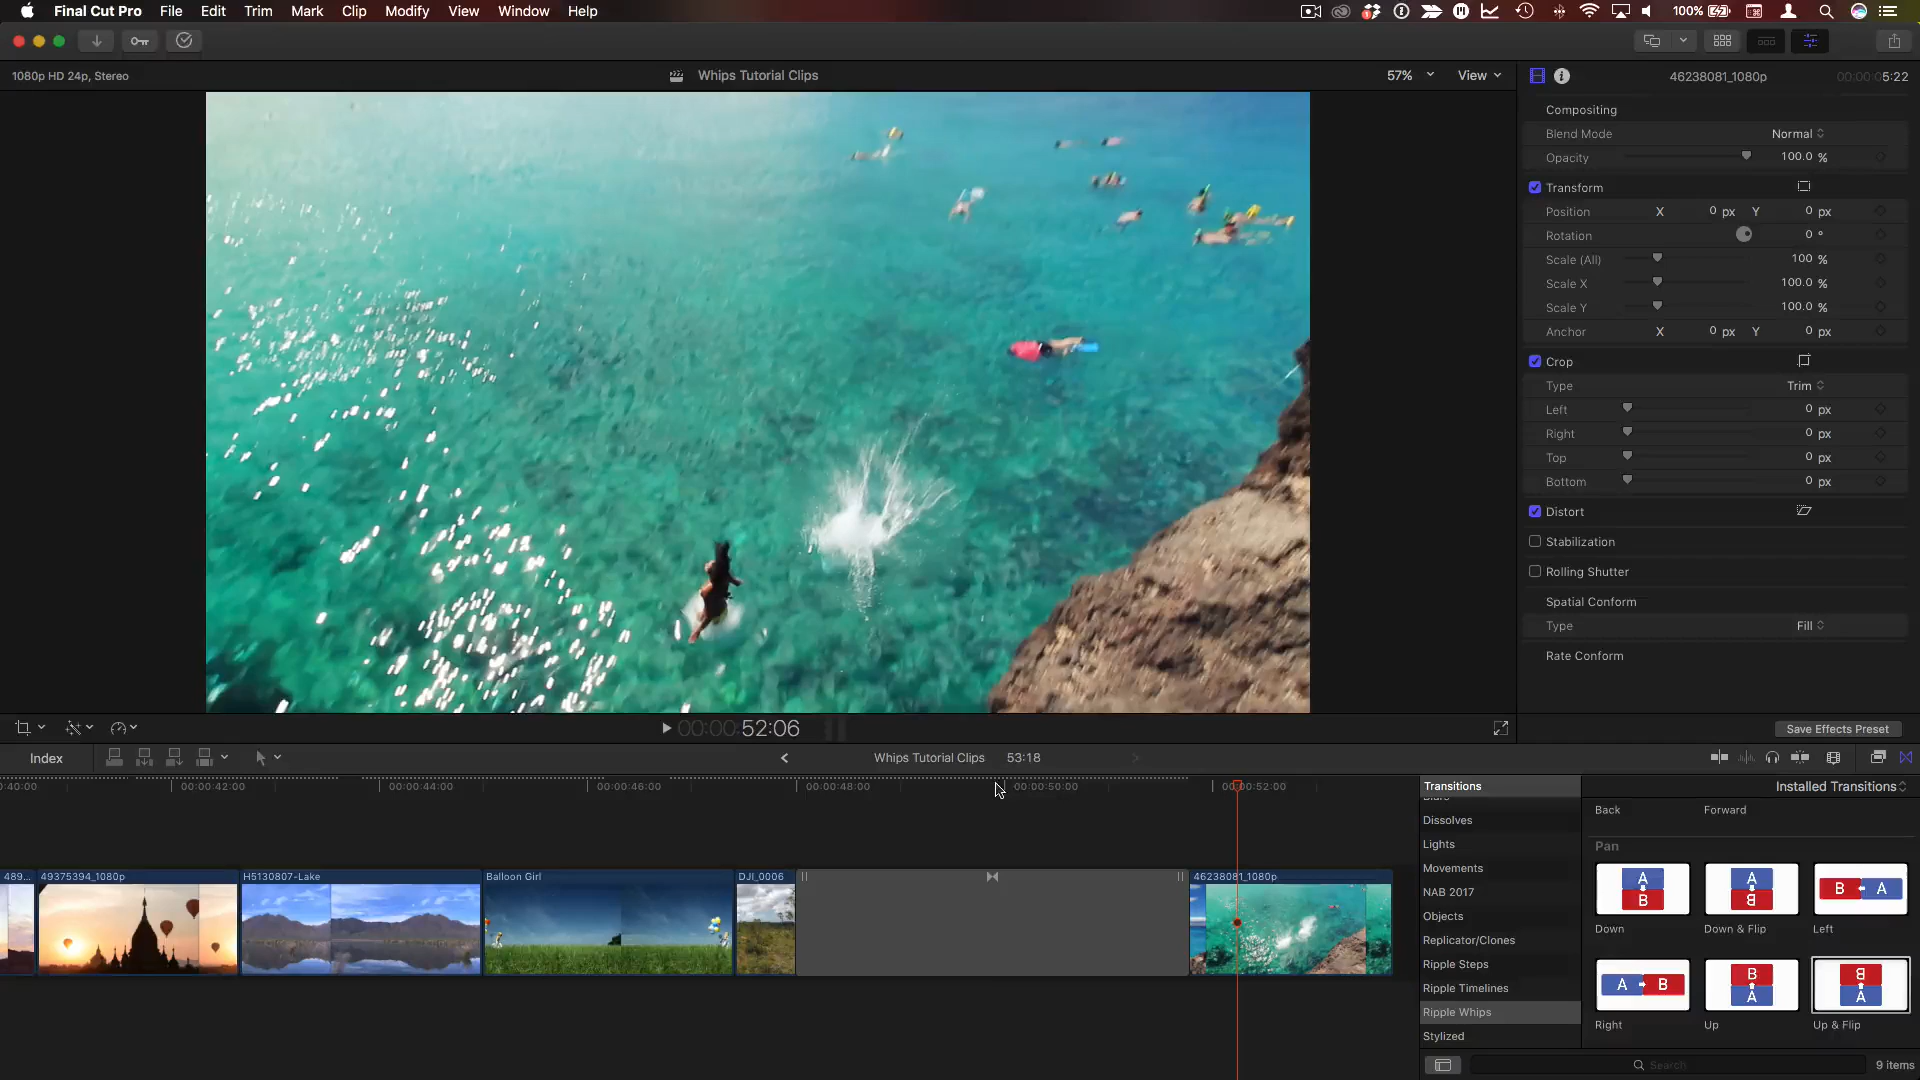 Final Cut Pro File Edit Trim Mark Clip Modify View Window Help
100%
1080p HD 24p, Stereo
Whips Tutorial Clips
57%
View
46238081_1080p
00:00:05:22
Compositing
Blend Mode Normal
Opacity 100.0 %
Transform
Position X 0 px Y 0 px
Rotation 0 °
Scale (All) 100 %
Scale X 100.0 %
Scale Y 100.0 %
Anchor X 0 px Y 0 px
Crop
Type Trim
Left 0 px
Right 0 px
Top 0 px
Bottom 0 px
Distort
Stabilization
Rolling Shutter
Spatial Conform
Type Fill
Rate Conform
00:00:52:06
Save Effects Preset
Index
Whips Tutorial Clips 53:18
0:40:00 00:00:42:00 00:00:44:00 00:00:46:00 00:00:48:00 00:00:50:00 00:00:52:00
489... 49375394_1080p H5130807-Lake Balloon Girl DJI_0006 46238081_1080p
Transitions
Dissolves
Lights
Movements
NAB 2017
Objects
Replicator/Clones
Ripple Steps
Ripple Timelines
Ripple Whips
Stylized
Installed Transitions
Back Forward
Pan
A B A B B A
Down Down & Flip Left
A B B A B A
Right Up Up & Flip
Search
9 items